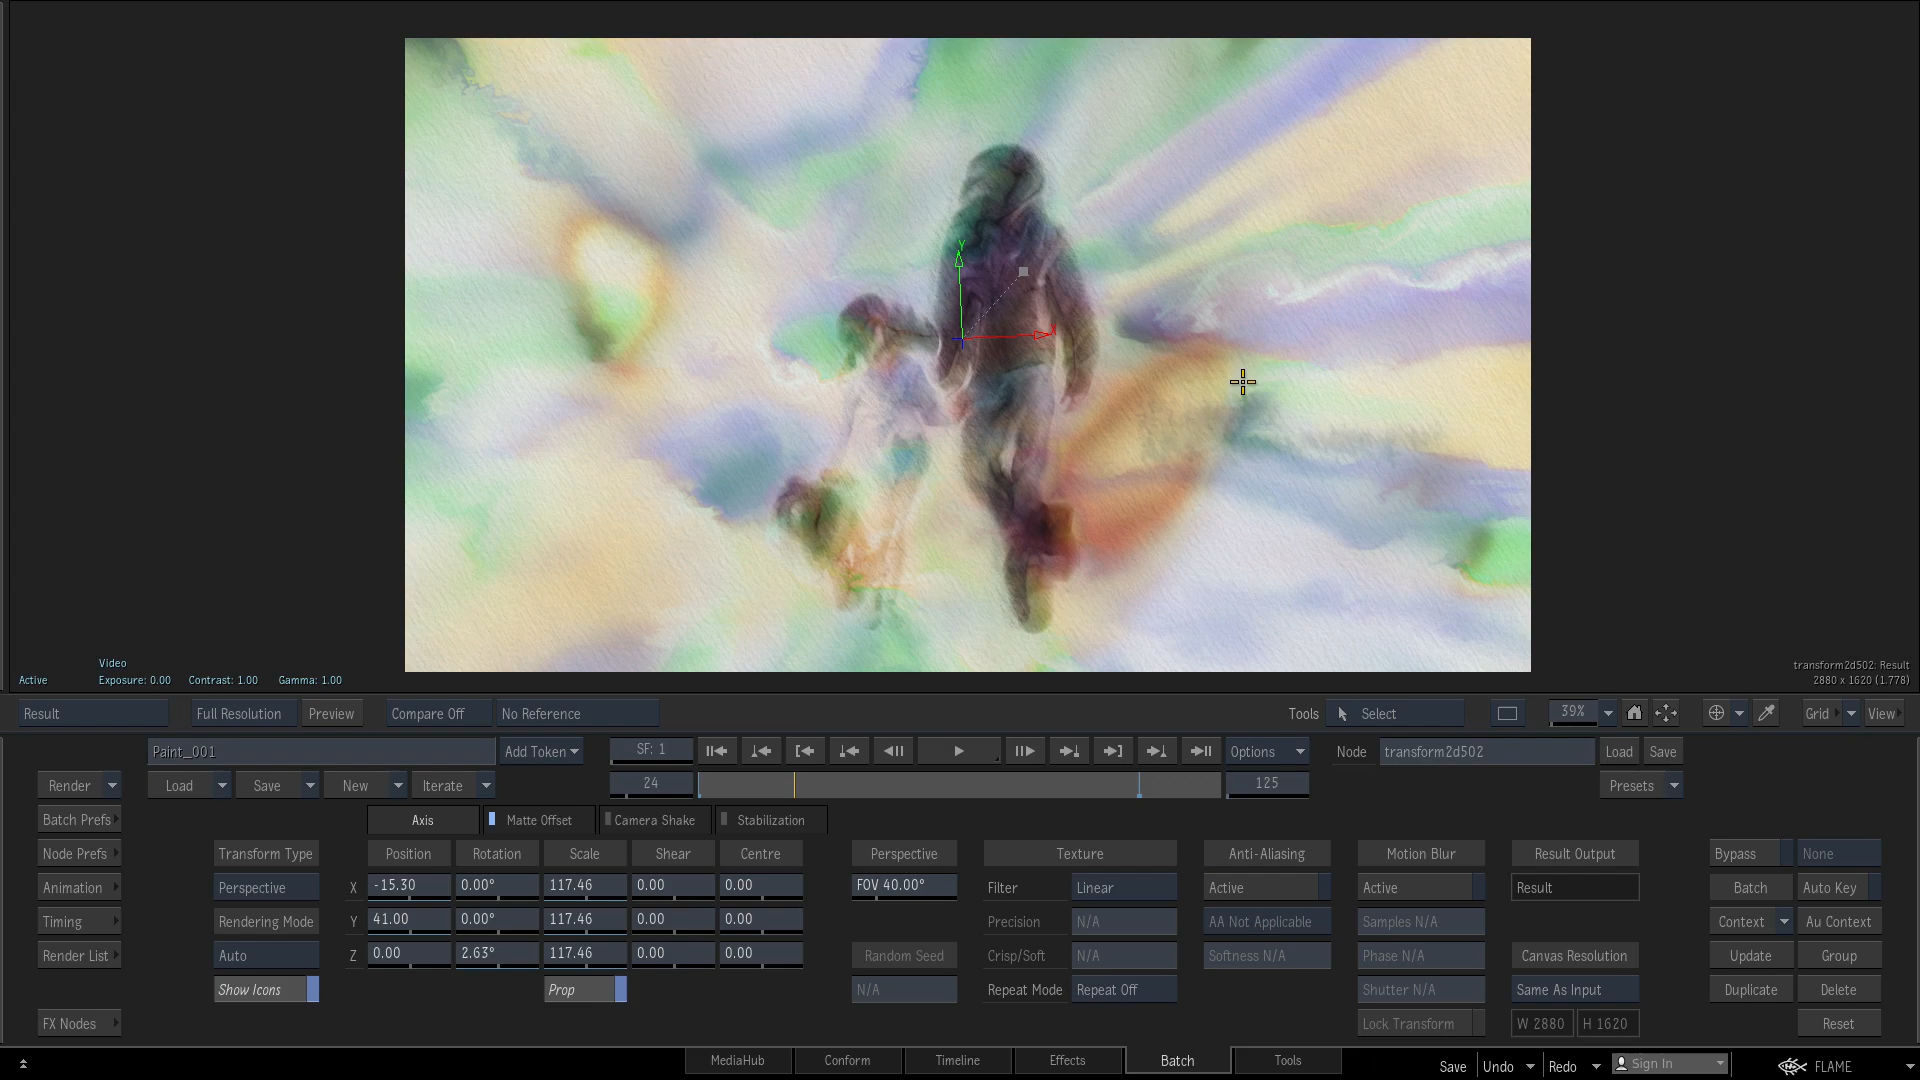 Video
Active Exposure: 0.00 Contrast: 1.00 Gamma: 1.00
transform2d502: Result
2880 x 1620 (1.778)
Result Full Resolution Preview Compare Off No Reference Tools Select 39% Grid View
Paint_001 Add Token SF: 1 Options Node transform2d502 Load Save
Render Load Save New Iterate 24 125 Presets
Batch Prefs Axis Matte Offset Camera Shake Stabilization
Node Prefs Transform Type Position Rotation Scale Shear Centre Perspective Texture Anti-Aliasing Motion Blur Result Output Bypass None
Animation Perspective X -15.30 0.00° 117.46 0.00 0.00 FOV 40.00° Filter Linear Active Active Result Batch Auto Key
Timing Rendering Mode Y 41.00 0.00° 117.46 0.00 0.00 Precision N/A AA Not Applicable Samples N/A Context Au Context
Render List Auto Z 0.00 2.63° 117.46 0.00 0.00 Random Seed Crisp/Soft N/A Softness N/A Phase N/A Canvas Resolution Update Group
Show Icons Prop N/A Repeat Mode Repeat Off Shutter N/A Same As Input Duplicate Delete
FX Nodes Lock Transform W 2880 H 1620 Reset
MediaHub Conform Timeline Effects Batch Tools Save Undo Redo Sign In FLAME
Y
X